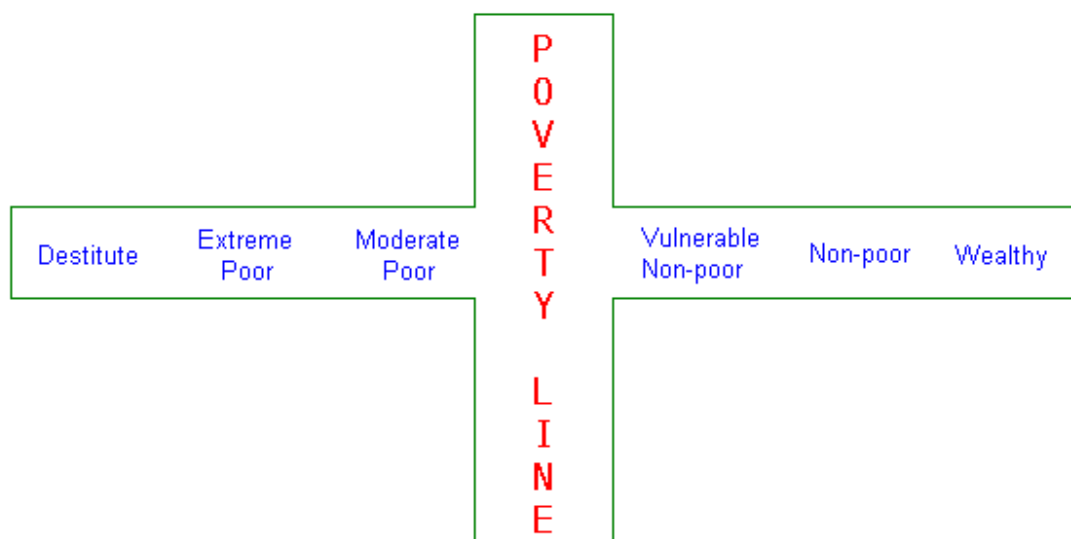 POVERTY LINE
Destitute
Extreme
Poor
Moderate
Poor
Vulnerable
Non-poor
Non-poor
Wealthy